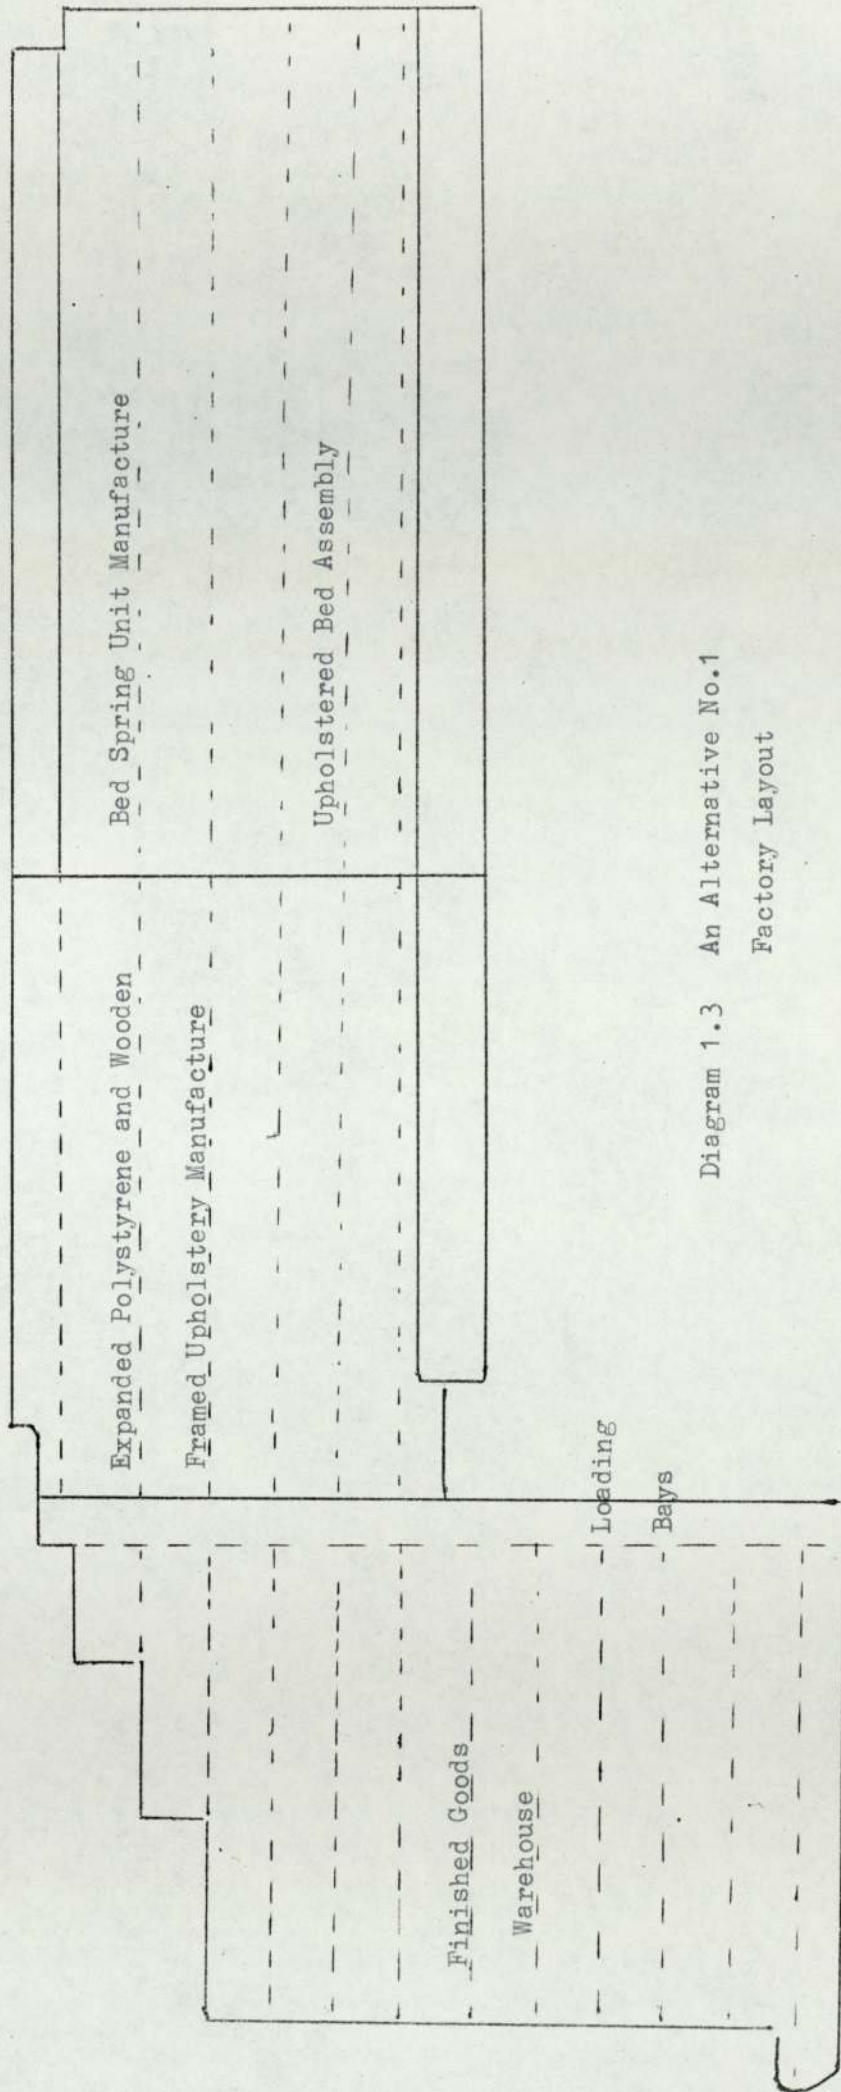 Bed Spring Unit Manufacture
Upholstered Bed Assembly
Expanded Polystyrene and Wooden
Framed Upholstery Manufacture
Finished Goods
Warehouse
Loading
Bays
Diagram 1.3 An Alternative No.1
Factory Layout